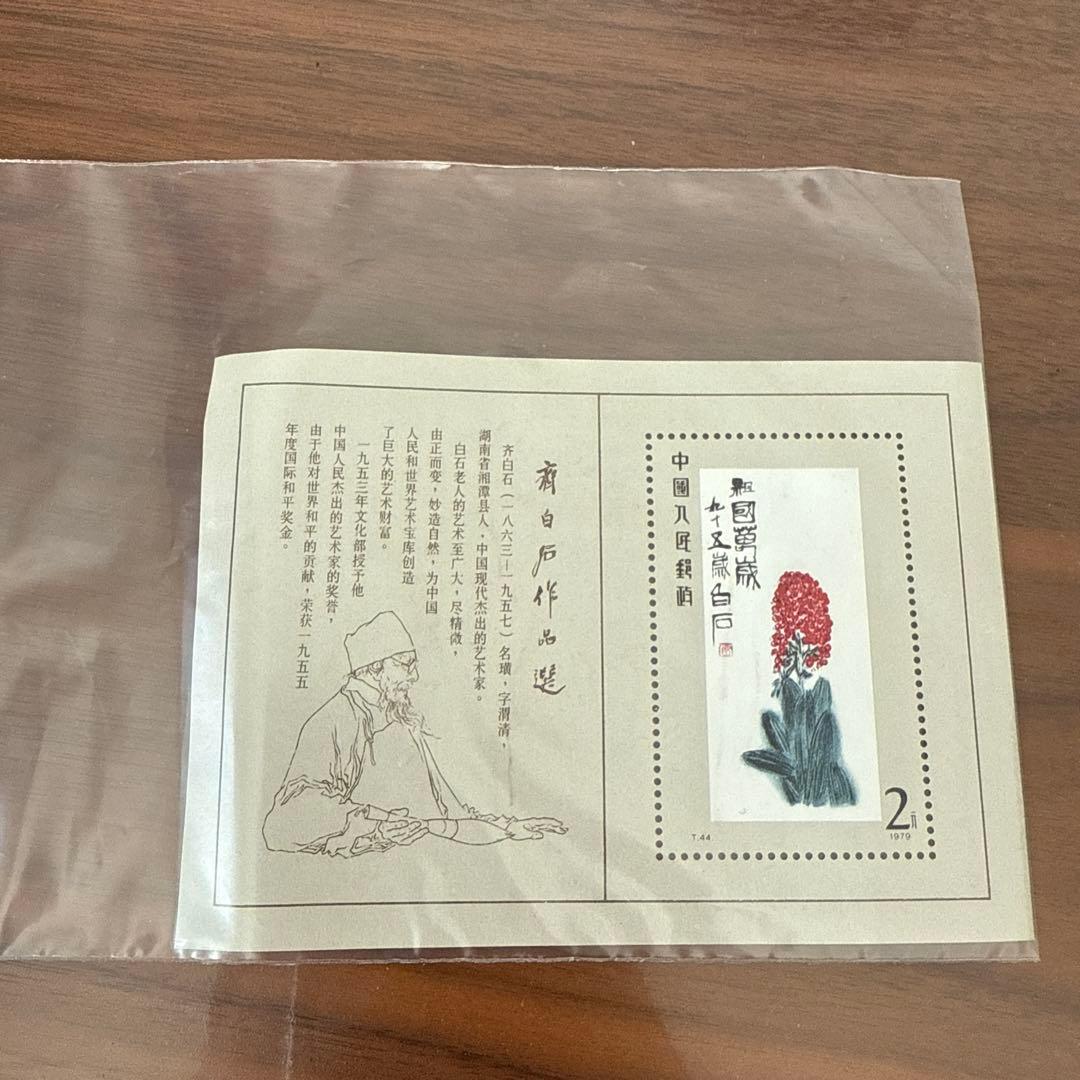 齊白石作品選
齐白石（一八六三—一九五七）名璜，字渭清，
湖南省湘潭县人，中国现代杰出的艺术家。
白石老人的艺术至广大，尽精微，
由正而变，妙造自然，为中国
人民和世界艺术宝库创造
了巨大的艺术财富。
一九五三年文化部授予他
中国人民杰出的艺术家的奖誉，
由于他对世界和平的贡献，荣获一九五五
年度国际和平奖金。
中國人民郵政
祖國萬歲
九十五歲白石
2元
T.44
1979